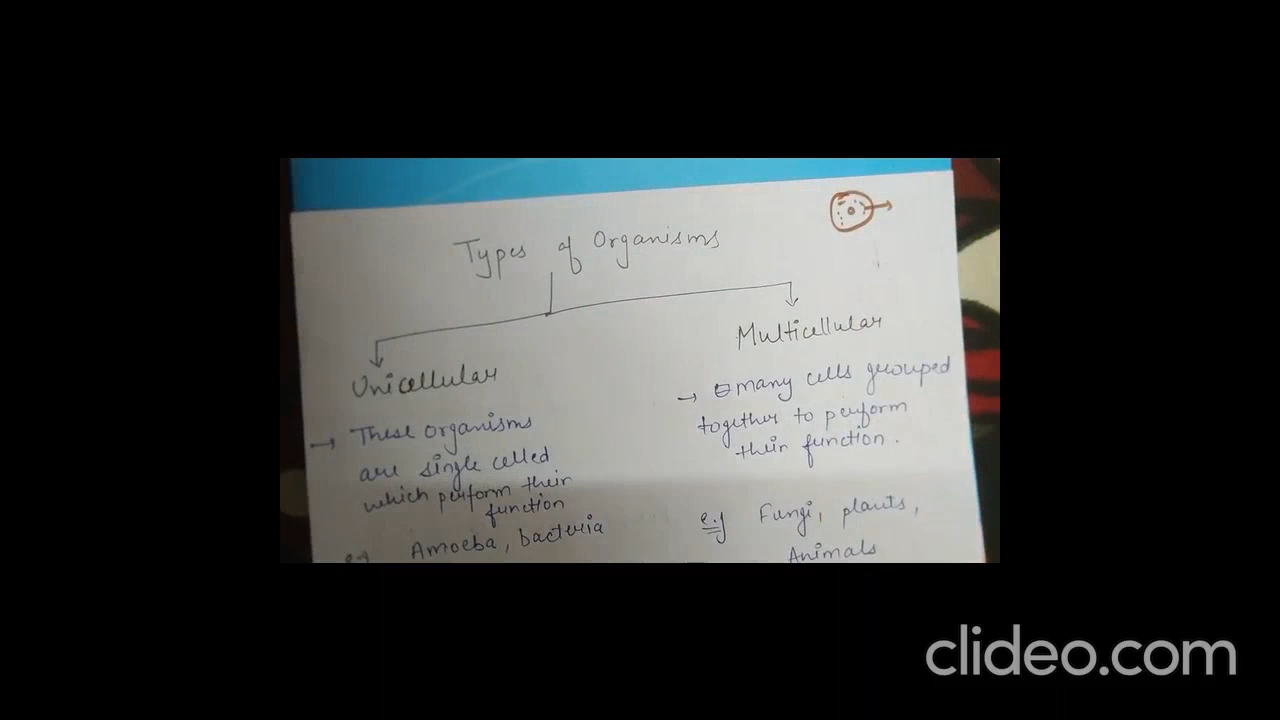 Types of Organisms
Unicellular
→ These organisms
are single celled
which perform their
function
e.g Amoeba, bacteria
Multicellular
→ many cells grouped
together to perform
their function.
e.g Fungi, plants,
Animals
clideo.com